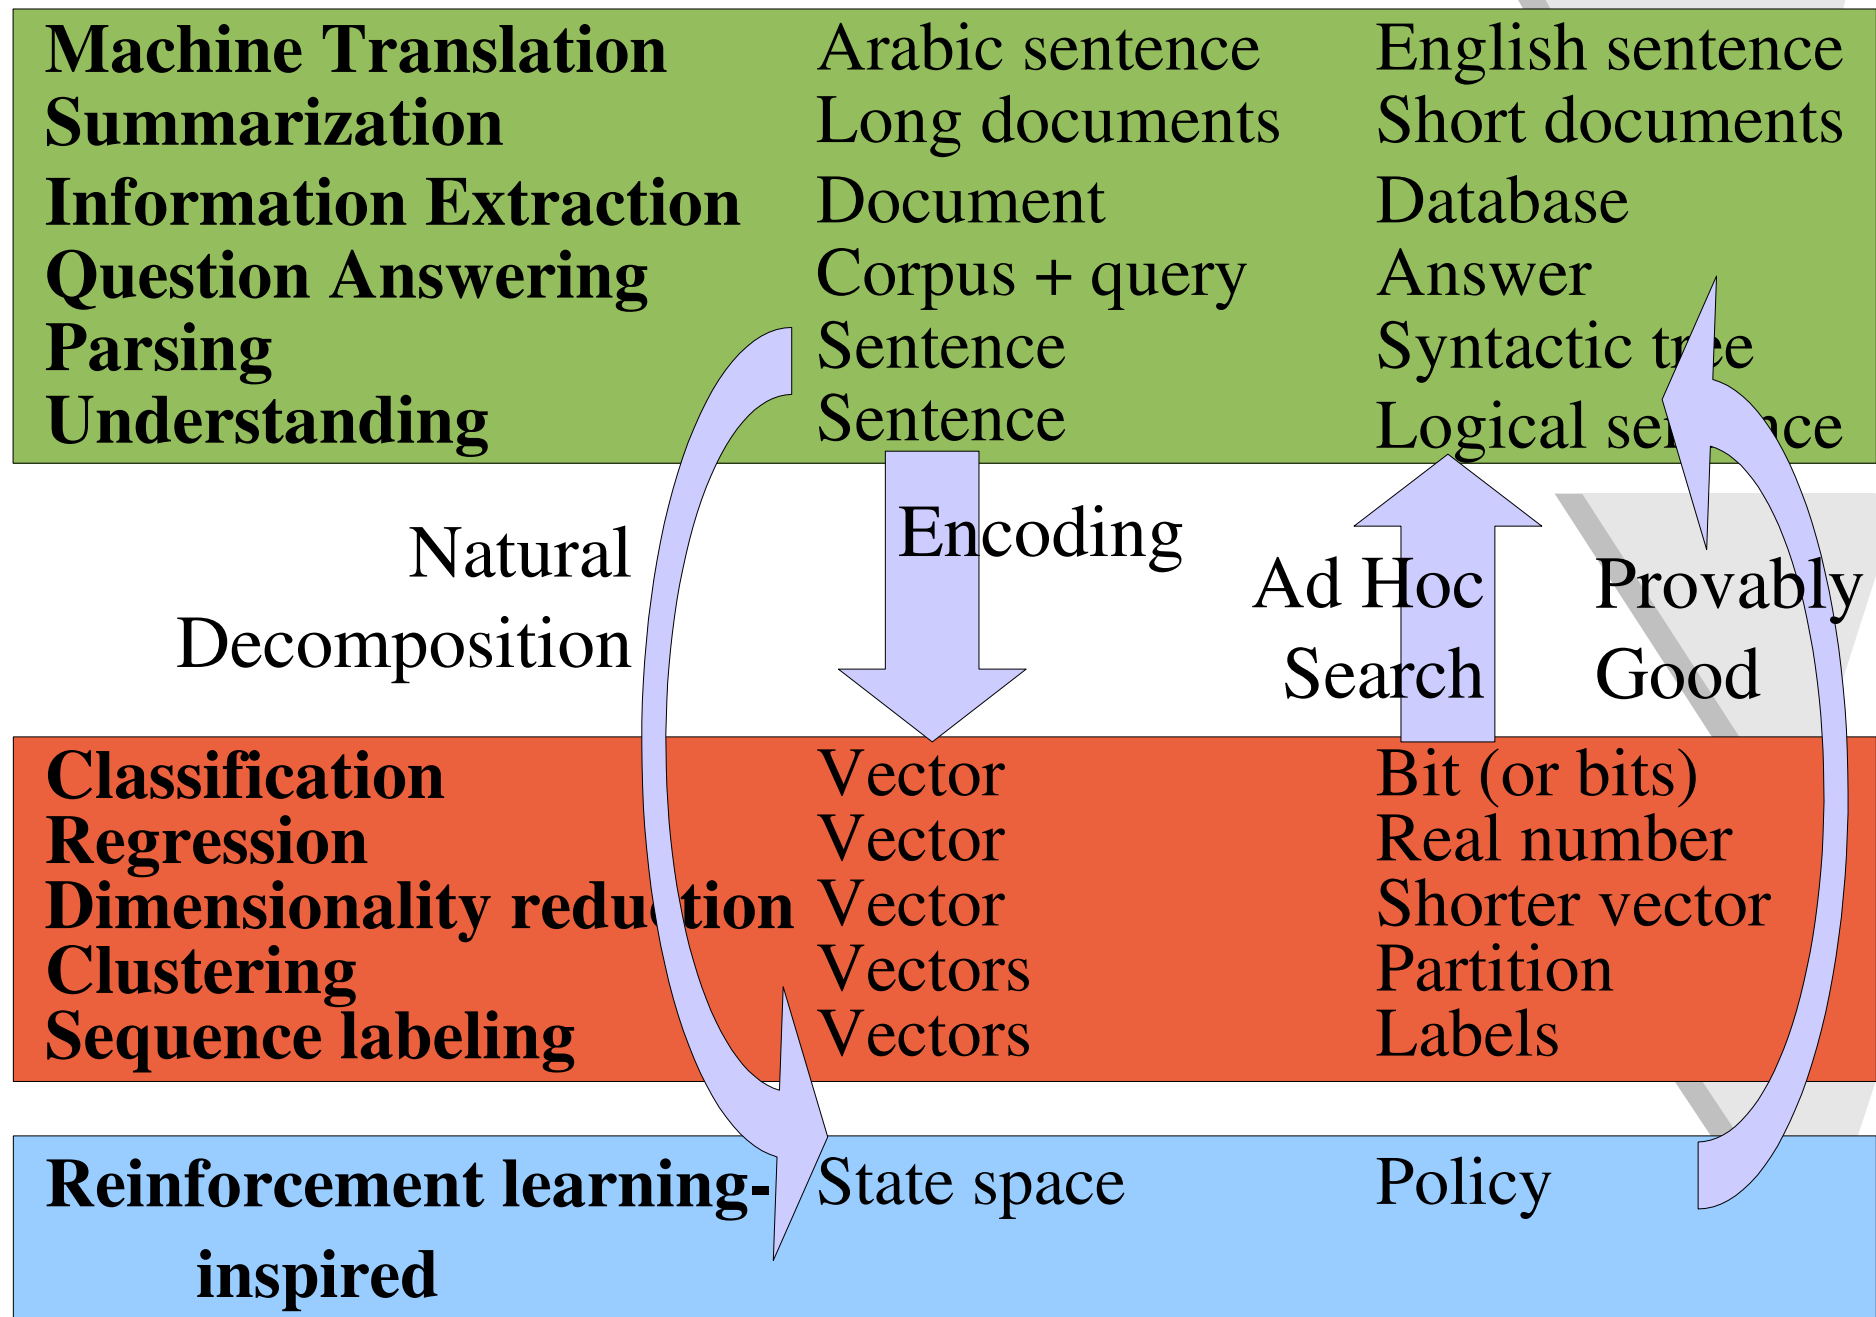 Machine Translation Arabic sentence English sentence
Summarization Long documents Short documents
Information Extraction Document Database
Question Answering Corpus + query Answer
Parsing Sentence Syntactic tree
Understanding Sentence Logical sentence
Natural Decomposition
Encoding
Ad Hoc Search
Provably Good
Classification Vector Bit (or bits)
Regression Vector Real number
Dimensionality reduction Vector Shorter vector
Clustering Vectors Partition
Sequence labeling Vectors Labels
Reinforcement learning- State space Policy
inspired